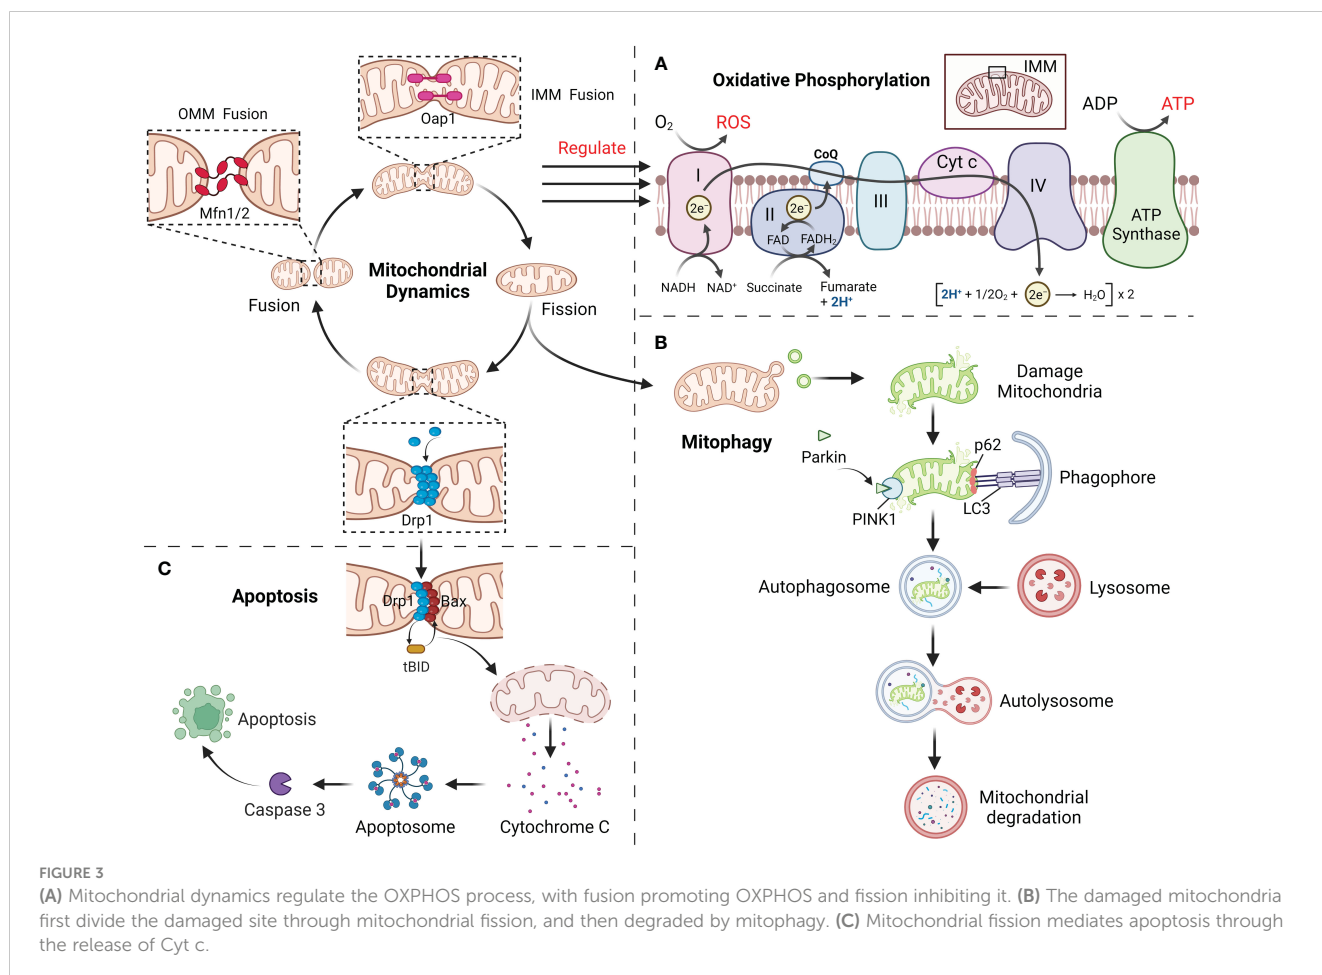 OMM Fusion
Mfn1/2
Oap1
IMM Fusion
Mitochondrial
Dynamics
Fusion
Fission
Drp1
Regulate
A
Oxidative Phosphorylation
IMM
O₂
ROS
ADP
ATP
I
2e⁻
NADH
NAD⁺
II
2e⁻
FAD
FADH₂
Succinate
Fumarate
+ 2H⁺
CoQ
III
Cyt c
IV
ATP
Synthase
[2H⁺ + 1/2O₂ + 2e⁻ → H₂O] x 2
B
Mitophagy
Damage
Mitochondria
Parkin
PINK1
p62
LC3
Phagophore
Autophagosome
Lysosome
Autolysosome
Mitochondrial
degradation
C
Apoptosis
Drp1
Bax
tBID
Apoptosis
Caspase 3
Apoptosome
Cytochrome C
FIGURE 3
(A) Mitochondrial dynamics regulate the OXPHOS process, with fusion promoting OXPHOS and fission inhibiting it. (B) The damaged mitochondria
first divide the damaged site through mitochondrial fission, and then degraded by mitophagy. (C) Mitochondrial fission mediates apoptosis through
the release of Cyt c.